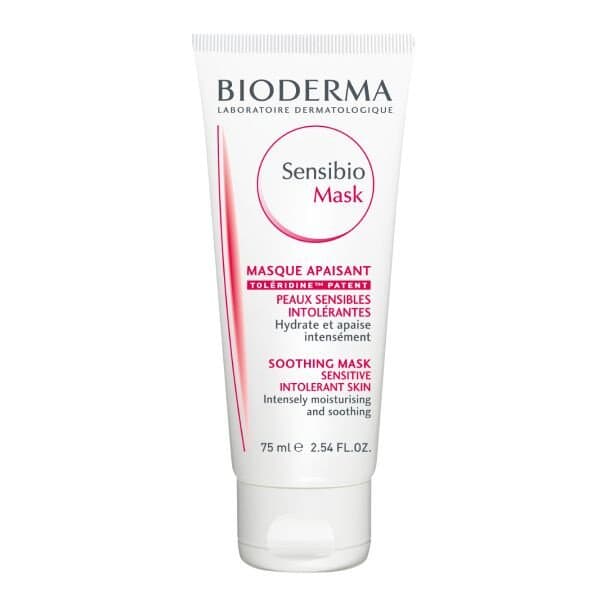 BIODERMA
LABORATOIRE DERMATOLOGIQUE
Sensibio
Mask
MASQUE APAISANT
TOLÉRIDINE™ PATENT
PEAUX SENSIBLES
INTOLÉRANTES
Hydrate et apaise
intensément
SOOTHING MASK
SENSITIVE
INTOLERANT SKIN
Intensely moisturising
and soothing
75 ml ℮ 2.54 FL.OZ.